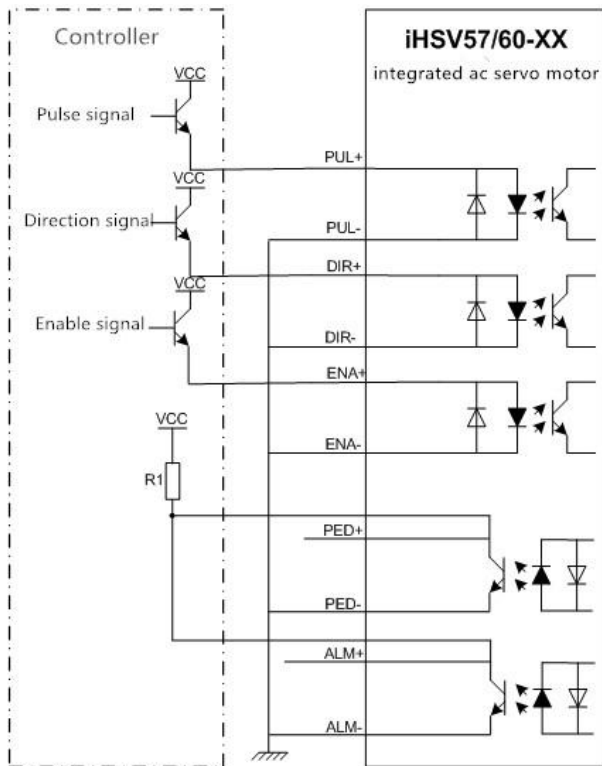 Controller
iHSV57/60-XX
integrated ac servo motor
VCC
Pulse signal
PUL+
VCC
Direction signal
PUL-
DIR+
VCC
Enable signal
DIR-
ENA+
VCC
ENA-
R1
PED+
PED-
ALM+
ALM-